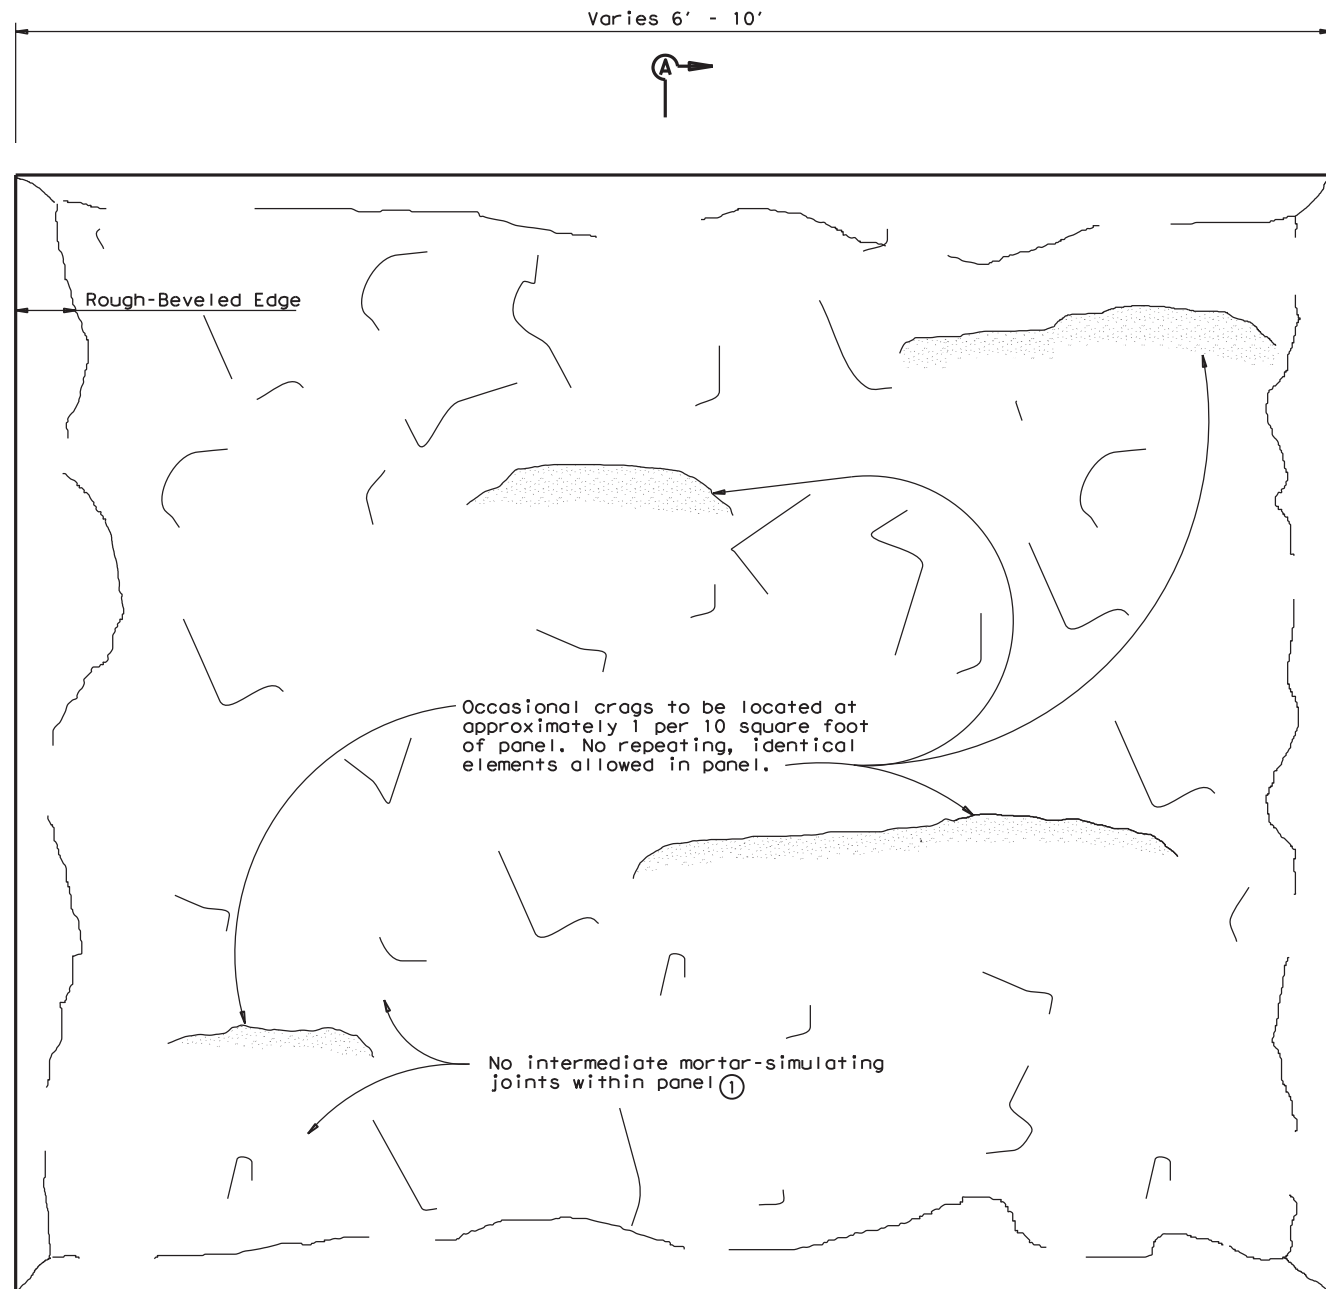 Varies 6' - 10'
A
Rough-Beveled Edge
Occasional crags to be located at
approximately 1 per 10 square foot
of panel. No repeating, identical
elements allowed in panel.
No intermediate mortar-simulating
joints within panel 1